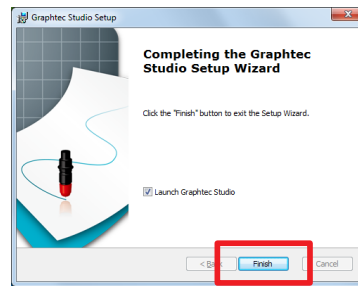 Graphtec Studio Setup
Completing the Graphtec
Studio Setup Wizard
Click the "Finish" button to exit the Setup Wizard.
Launch Graphtec Studio
< Back Finish Cancel